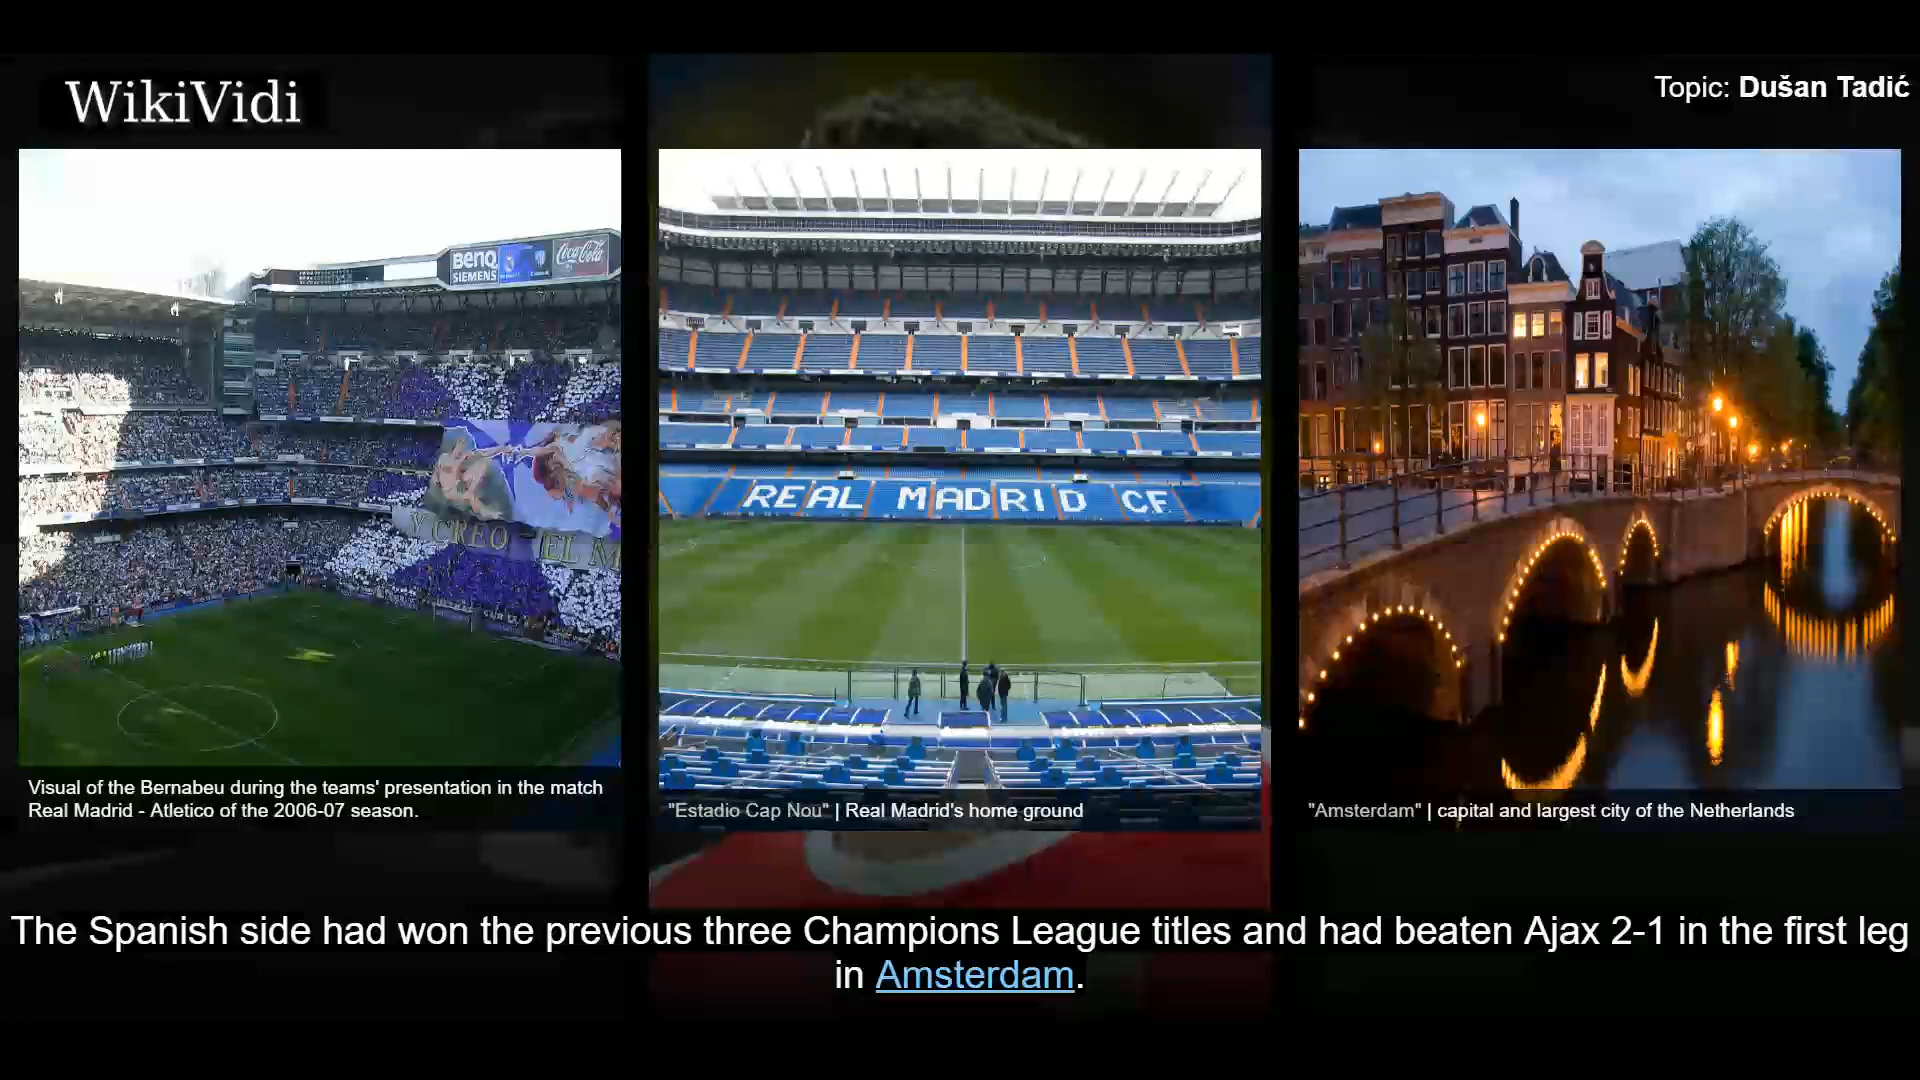 WikiVidi
Topic: Dušan Tadić
BenQ
SIEMENS
Coca-Cola
Y CREO
EL M
REAL MADRID CF
Visual of the Bernabeu during the teams' presentation in the match
Real Madrid - Atletico of the 2006-07 season.
"Estadio Cap Nou" | Real Madrid's home ground
"Amsterdam" | capital and largest city of the Netherlands
The Spanish side had won the previous three Champions League titles and had beaten Ajax 2-1 in the first leg
in Amsterdam.